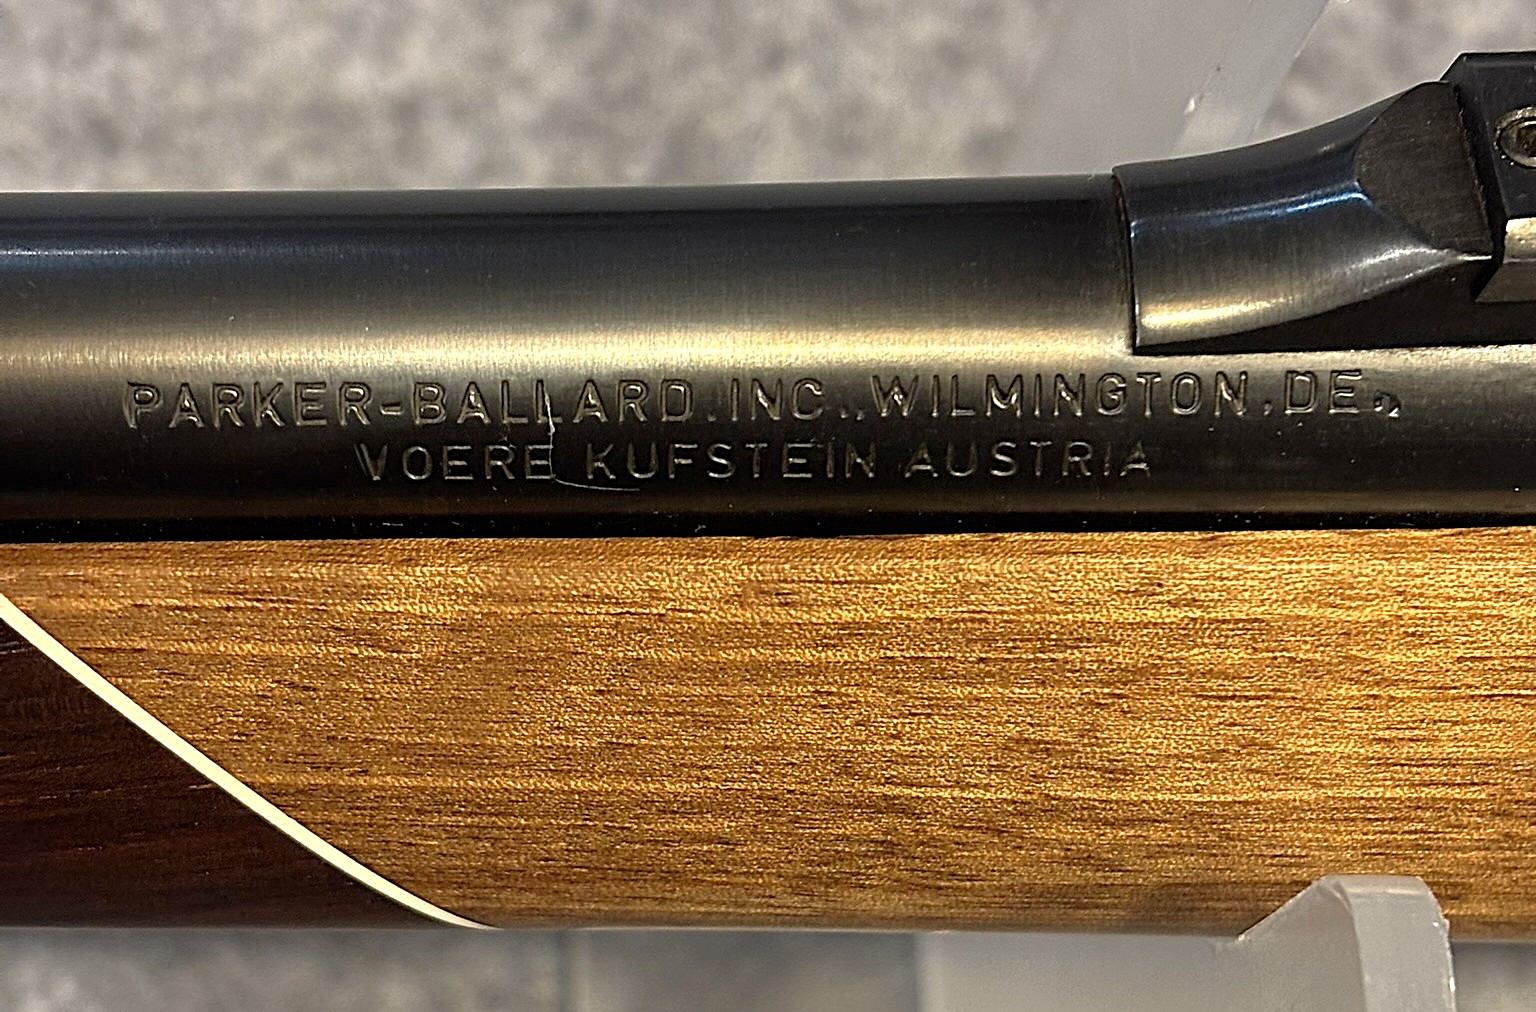 PARKER-BALLARD.INC.,WILMINGTON,DE.,
VOERE KUFSTEIN AUSTRIA